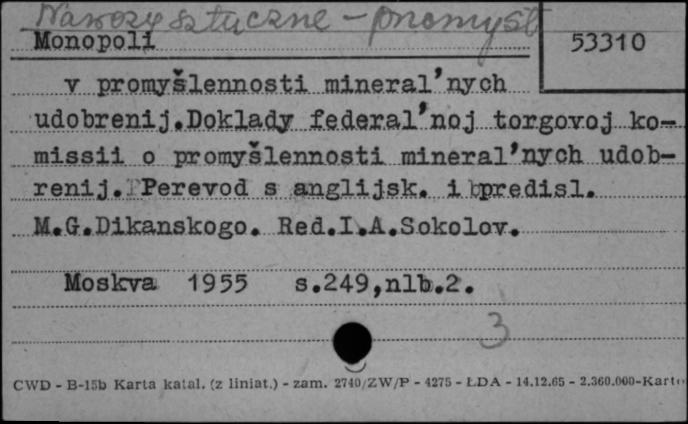 Nawozy sztuczne - przemysł
Monopoli
53310
v promyšlennosti mineral'nych
udobrenij.Doklady federal'noj torgovoj ko-
missii o promyšlennosti mineral'nych udob-
renij. Perevod s anglijsk. i predisl.
M.G.Dikanskogo. Red.I.A.Sokolov.
Moskva 1955 s.249,nlb.2.
3
CWD - B-15b Karta katal. (z liniat.) - zam. 2740/ZW/P - 4275 - ŁDA - 14.12.65 - 2.360.000-Karto